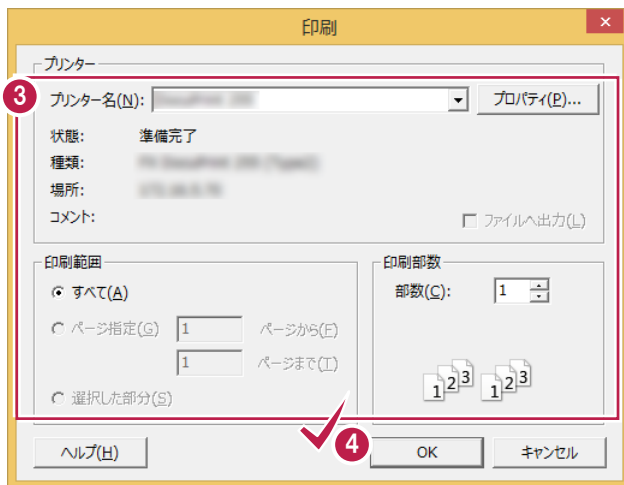 印刷
×
プリンター
3
プリンター名(N):
プロパティ(P)...
状態: 準備完了
種類:
場所:
コメント:
ファイルへ出力(L)
印刷範囲
すべて(A)
ページ指定(G) 1 ページから(F)
1 ページまで(T)
選択した部分(S)
印刷部数
部数(C): 1
1 2 3 1 2 3
4
ヘルプ(H) OK キャンセル